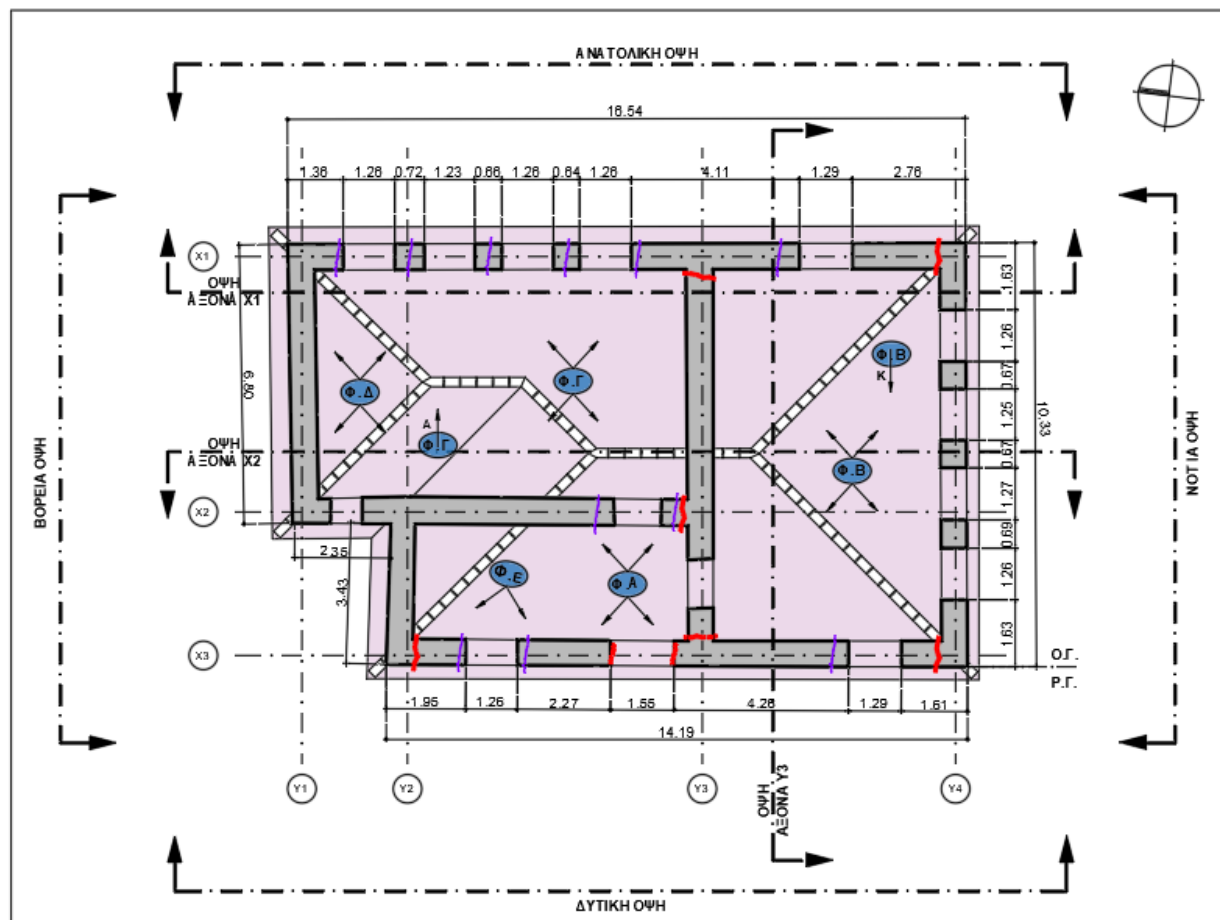 ΑΝΑΤΟΛΙΚΗ ΟΨΗ
16.54
1.36 1.26 0.72 1.23 0.66 1.26 0.64 1.26 4.11 1.29 2.76
X1
ΟΨΗ
ΑΞΟΝΑ X1
1.63
Φ.Δ
Φ.Γ
Φ.Β
Κ
1.26
6.80
0.67
Α
Φ.Γ
1.25
10.33
ΟΨΗ
ΑΞΟΝΑ X2
Φ.Β
0.67
ΒΟΡΕΙΑ ΟΨΗ
ΝΟΤΙΑ ΟΨΗ
1.27
X2
0.69
2.35
3.43
Φ.Ε
Φ.Α
1.26
1.63
X3
Ο.Γ.
Ρ.Γ.
1.95 1.26 2.27 1.55 4.26 1.29 1.61
14.19
Y1 Y2 Y3 Y4
ΟΨΗ
ΑΞΟΝΑ Y3
ΔΥΤΙΚΗ ΟΨΗ